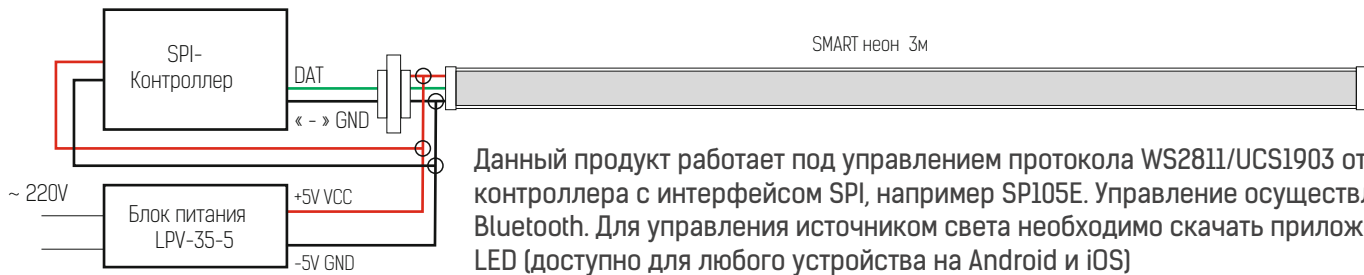 SMART неон 3м
SPI-
Контроллер
DAT
« - » GND
~ 220V
Блок питания
LPV-35-5
+5V VCC
-5V GND
Данный продукт работает под управлением протокола WS2811/UCS1903 от
контроллера с интерфейсом SPI, например SP105E. Управление осуществл
Bluetooth. Для управления источником света необходимо скачать прилож
LED (доступно для любого устройства на Android и iOS)